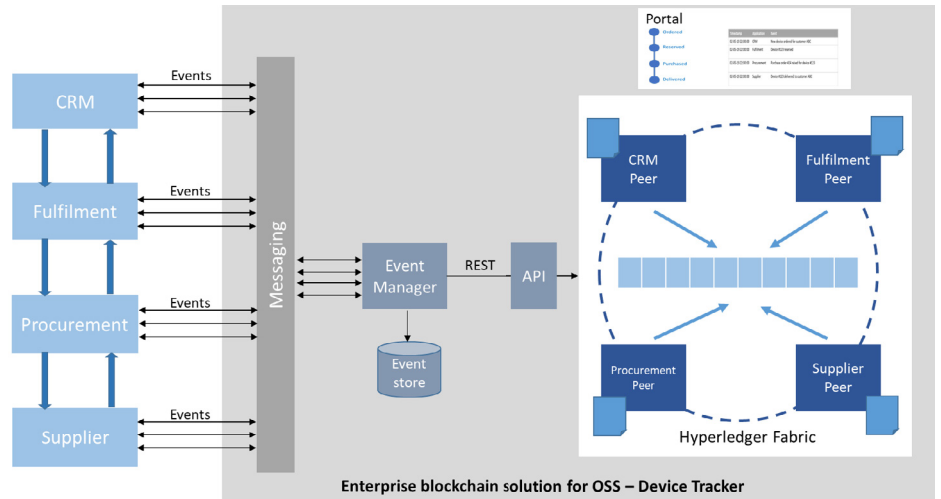 Portal
Ordered
Reserved
Purchased
Delivered
CRM
Fulfilment
Procurement
Supplier
Events
Events
Events
Events
Messaging
Event
Manager
Event
store
REST
API
CRM
Peer
Fulfilment
Peer
Procurement
Peer
Supplier
Peer
Hyperledger Fabric
Enterprise blockchain solution for OSS – Device Tracker